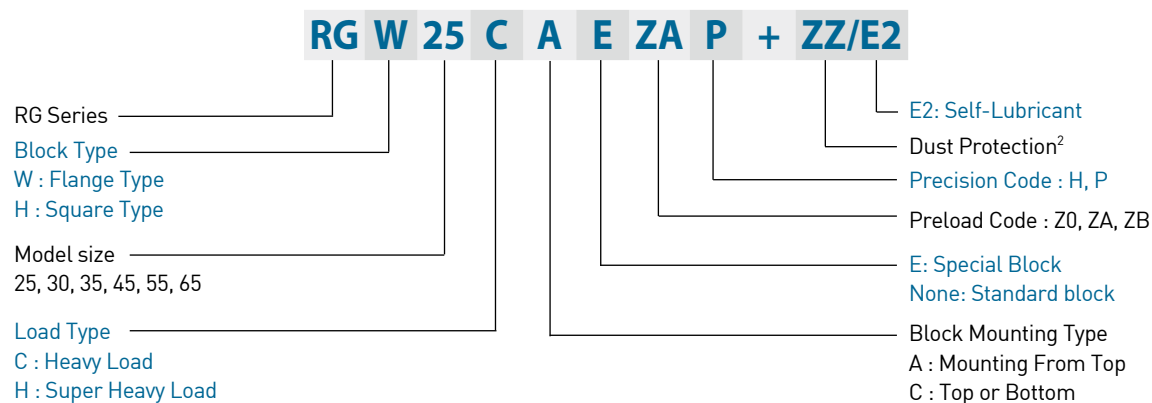 RG W 25 C A E ZA P + ZZ/E2
RG Series
Block Type
W : Flange Type
H : Square Type
Model size
25, 30, 35, 45, 55, 65
Load Type
C : Heavy Load
H : Super Heavy Load
E2: Self-Lubricant
Dust Protection²
Precision Code : H, P
Preload Code : Z0, ZA, ZB
E: Special Block
None: Standard block
Block Mounting Type
A : Mounting From Top
C : Top or Bottom